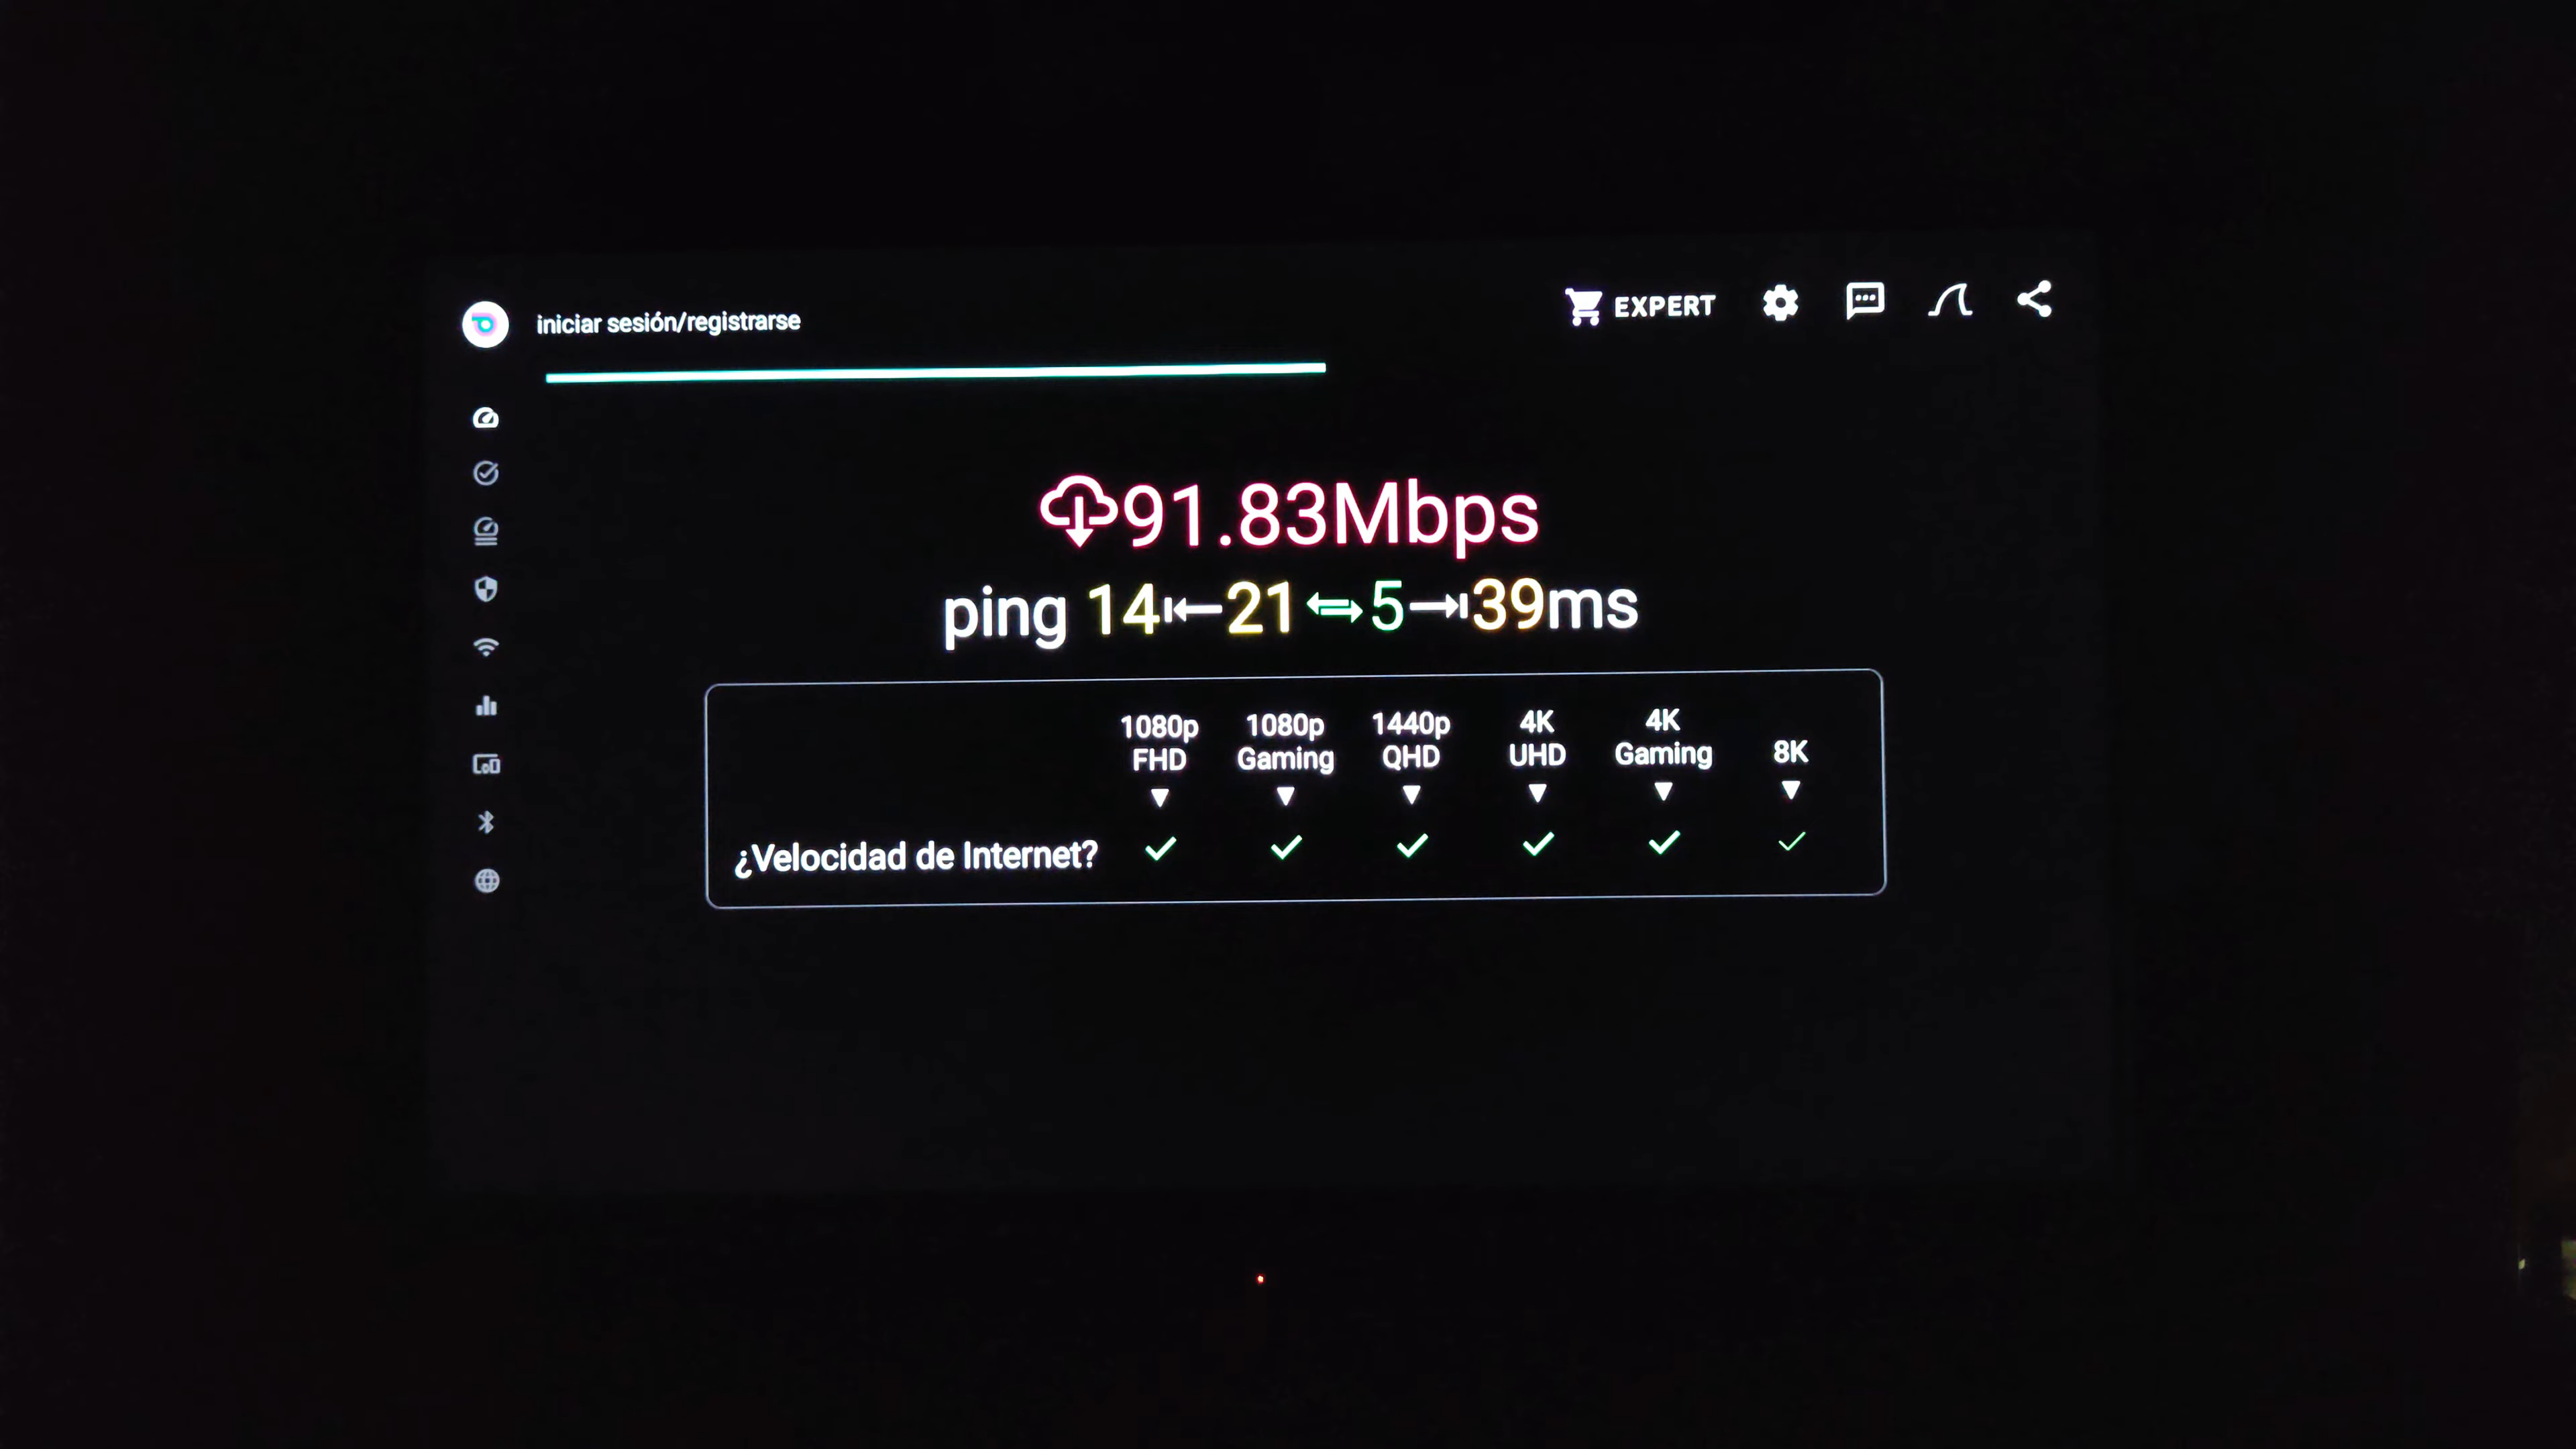 iniciar sesión/registrarse
EXPERT
91.83Mbps
ping 14 21 5 39ms
1080p FHD
1080p Gaming
1440p QHD
4K UHD
4K Gaming
8K
¿Velocidad de Internet?